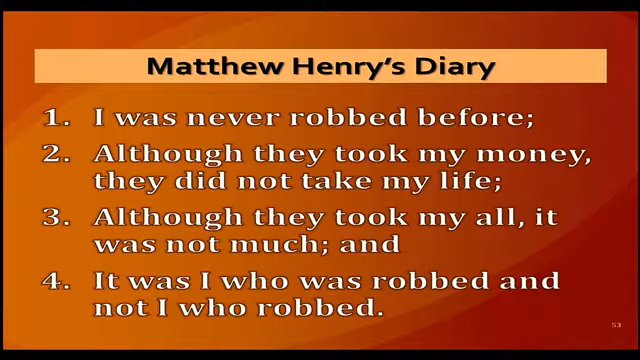 Matthew Henry's Diary
1. I was never robbed before;
2. Although they took my money,
they did not take my life;
3. Although they took my all, it
was not much; and
4. It was I who was robbed and
not I who robbed.
53